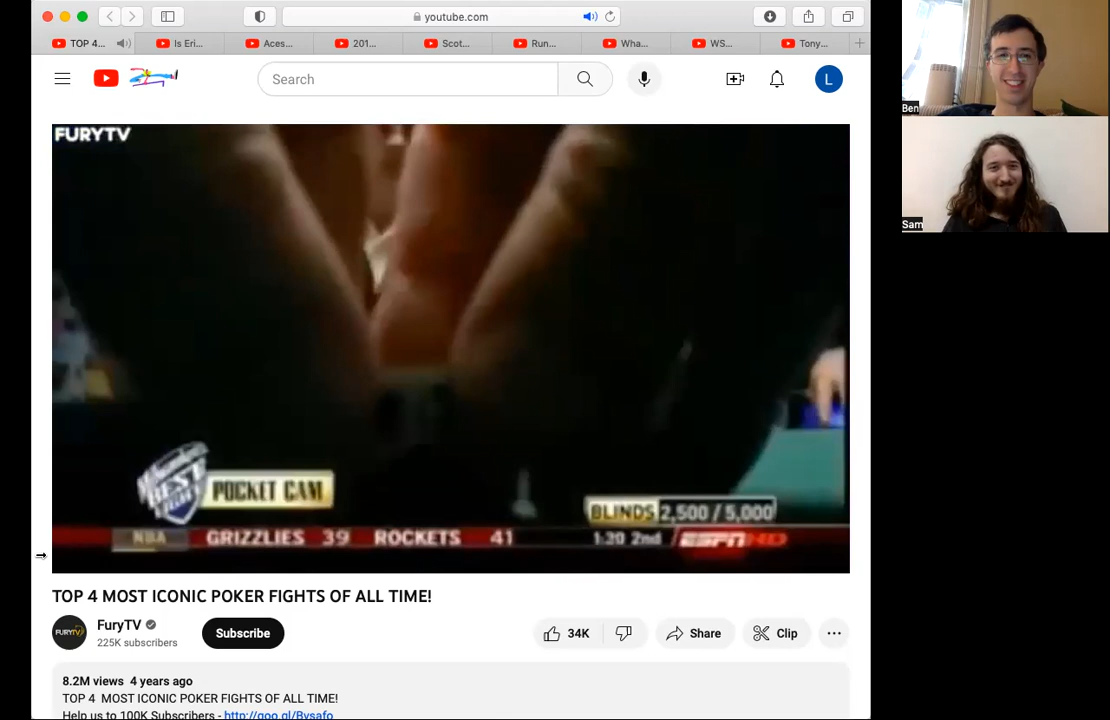 youtube.com
TOP 4...
Is Eri...
Aces...
201...
Scot...
Run...
Wha...
WS...
Tony...
Search
L
Ben
Sam
FURYTV
POCKET CAM
BLINDS 2,500 / 5,000
NBA GRIZZLIES 39 ROCKETS 41 1:20 2nd ESPN HD
TOP 4 MOST ICONIC POKER FIGHTS OF ALL TIME!
FURYTV
FuryTV
225K subscribers
Subscribe
34K
Share
Clip
8.2M views 4 years ago
TOP 4 MOST ICONIC POKER FIGHTS OF ALL TIME!
Help us to 100K Subscribers - http://goo.gl/Bvsafo